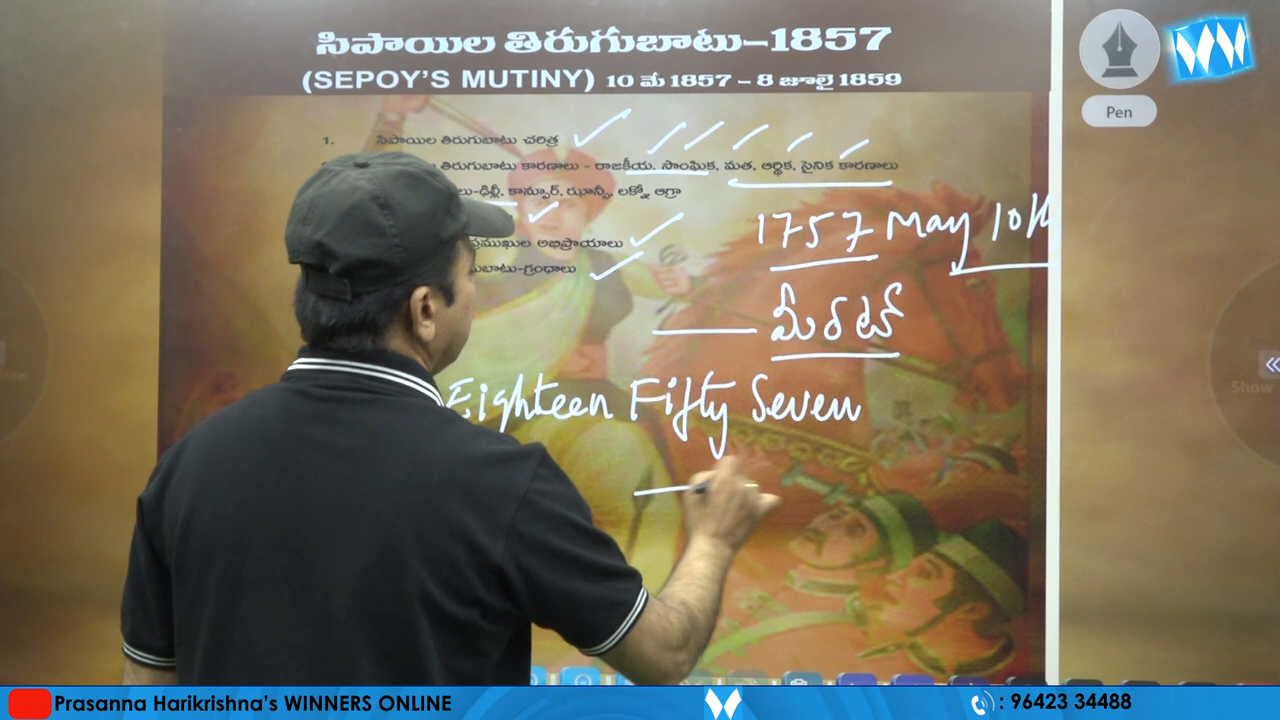 సిపాయిల తిరుగుబాటు–1857
(SEPOY'S MUTINY) 10 మే 1857 – 8 జూలై 1859
Pen
1. సిపాయిల తిరుగుబాటు చరిత్ర
తిరుగుబాటు కారణాలు - రాజకీయ, సాంఘిక, మత, ఆర్థిక, సైనిక కారణాలు
లు-ఢిల్లీ, కాన్పూర్, ఝాన్సీ, లక్నో ఆగ్రా
ప్రముఖుల అభిప్రాయాలు
బాటు-గ్రంథాలు
1757 May 10th
మీరట్
Eighteen Fifty Seven
Show
Prasanna Harikrishna's WINNERS ONLINE
: 96423 34488